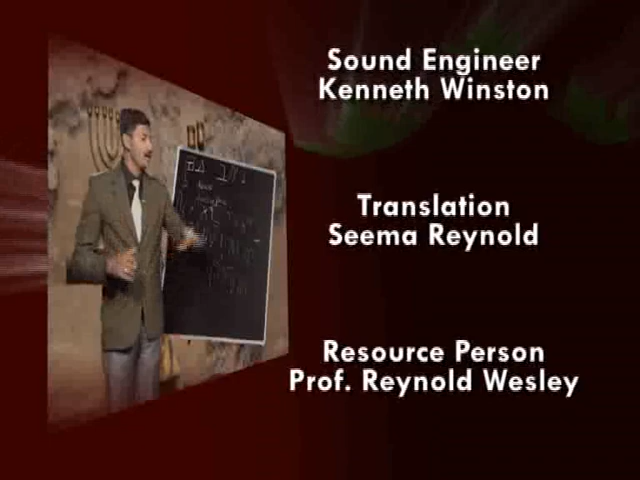 Sound Engineer
Kenneth Winston
Translation
Seema Reynold
Resource Person
Prof. Reynold Wesley